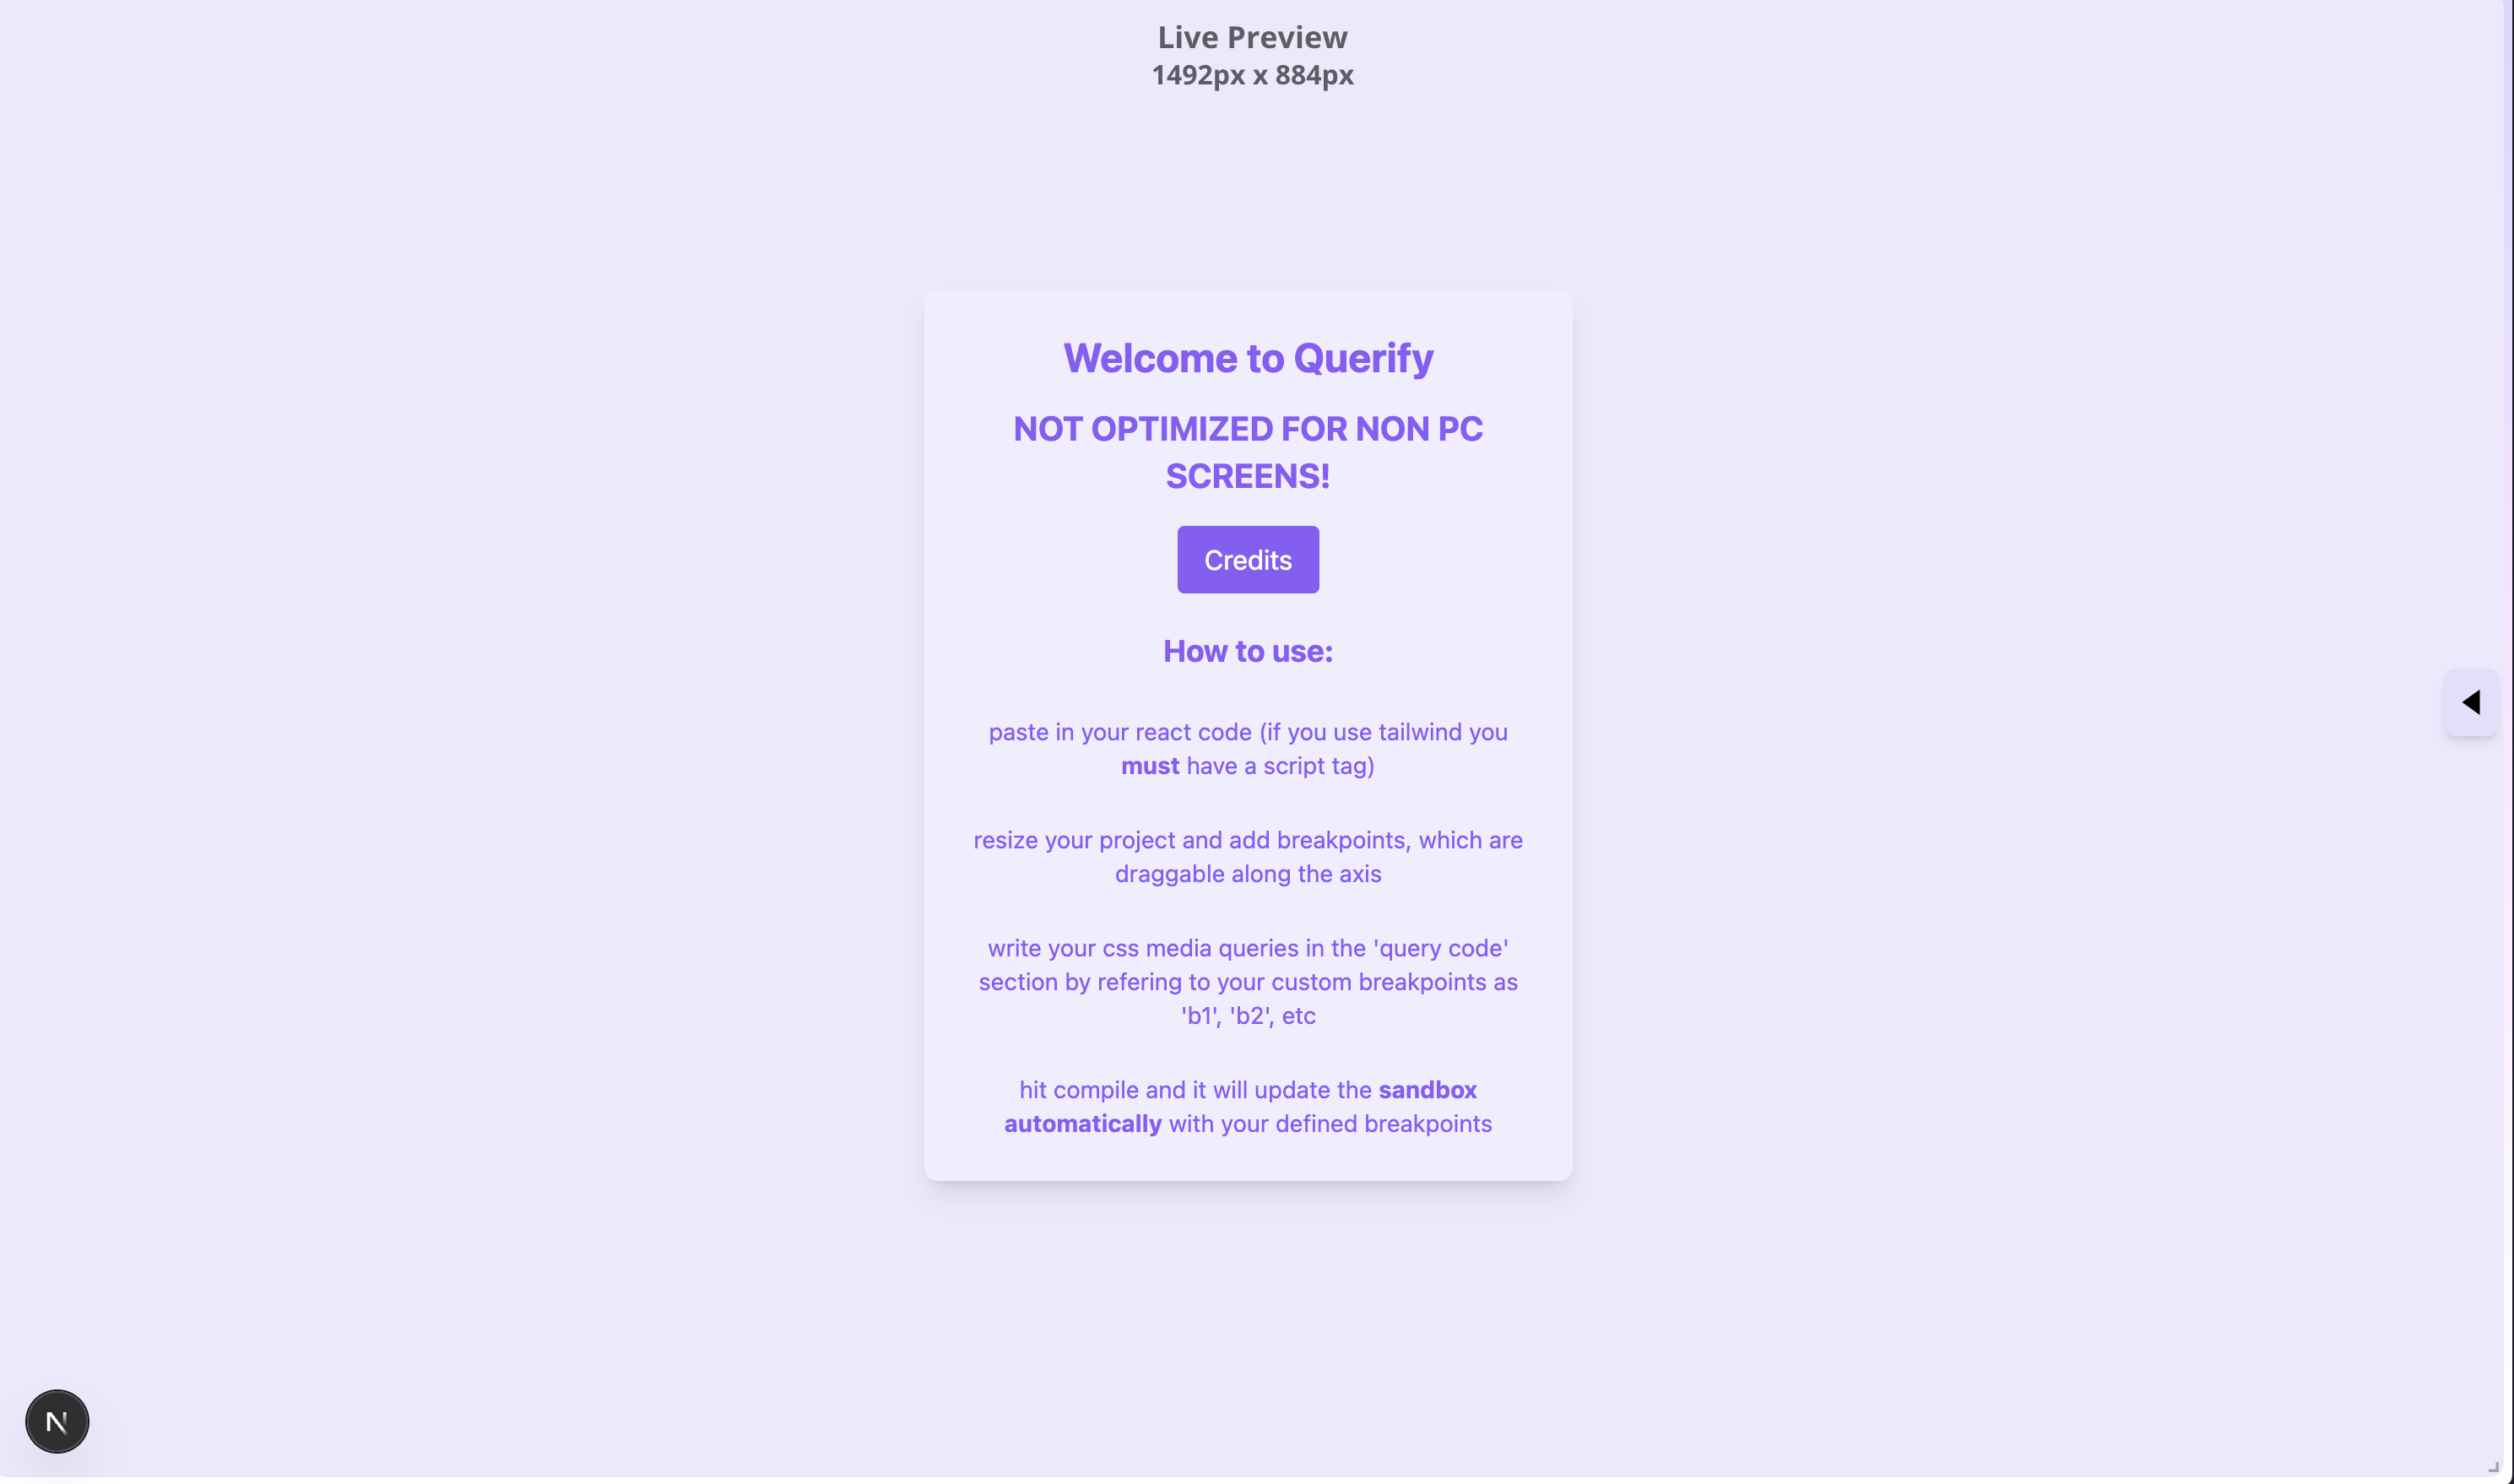 Live Preview
1492px x 884px
Welcome to Querify
NOT OPTIMIZED FOR NON PC
SCREENS!
Credits
How to use:
paste in your react code (if you use tailwind you
must have a script tag)
resize your project and add breakpoints, which are
draggable along the axis
write your css media queries in the 'query code'
section by refering to your custom breakpoints as
'b1', 'b2', etc
hit compile and it will update the sandbox
automatically with your defined breakpoints
N